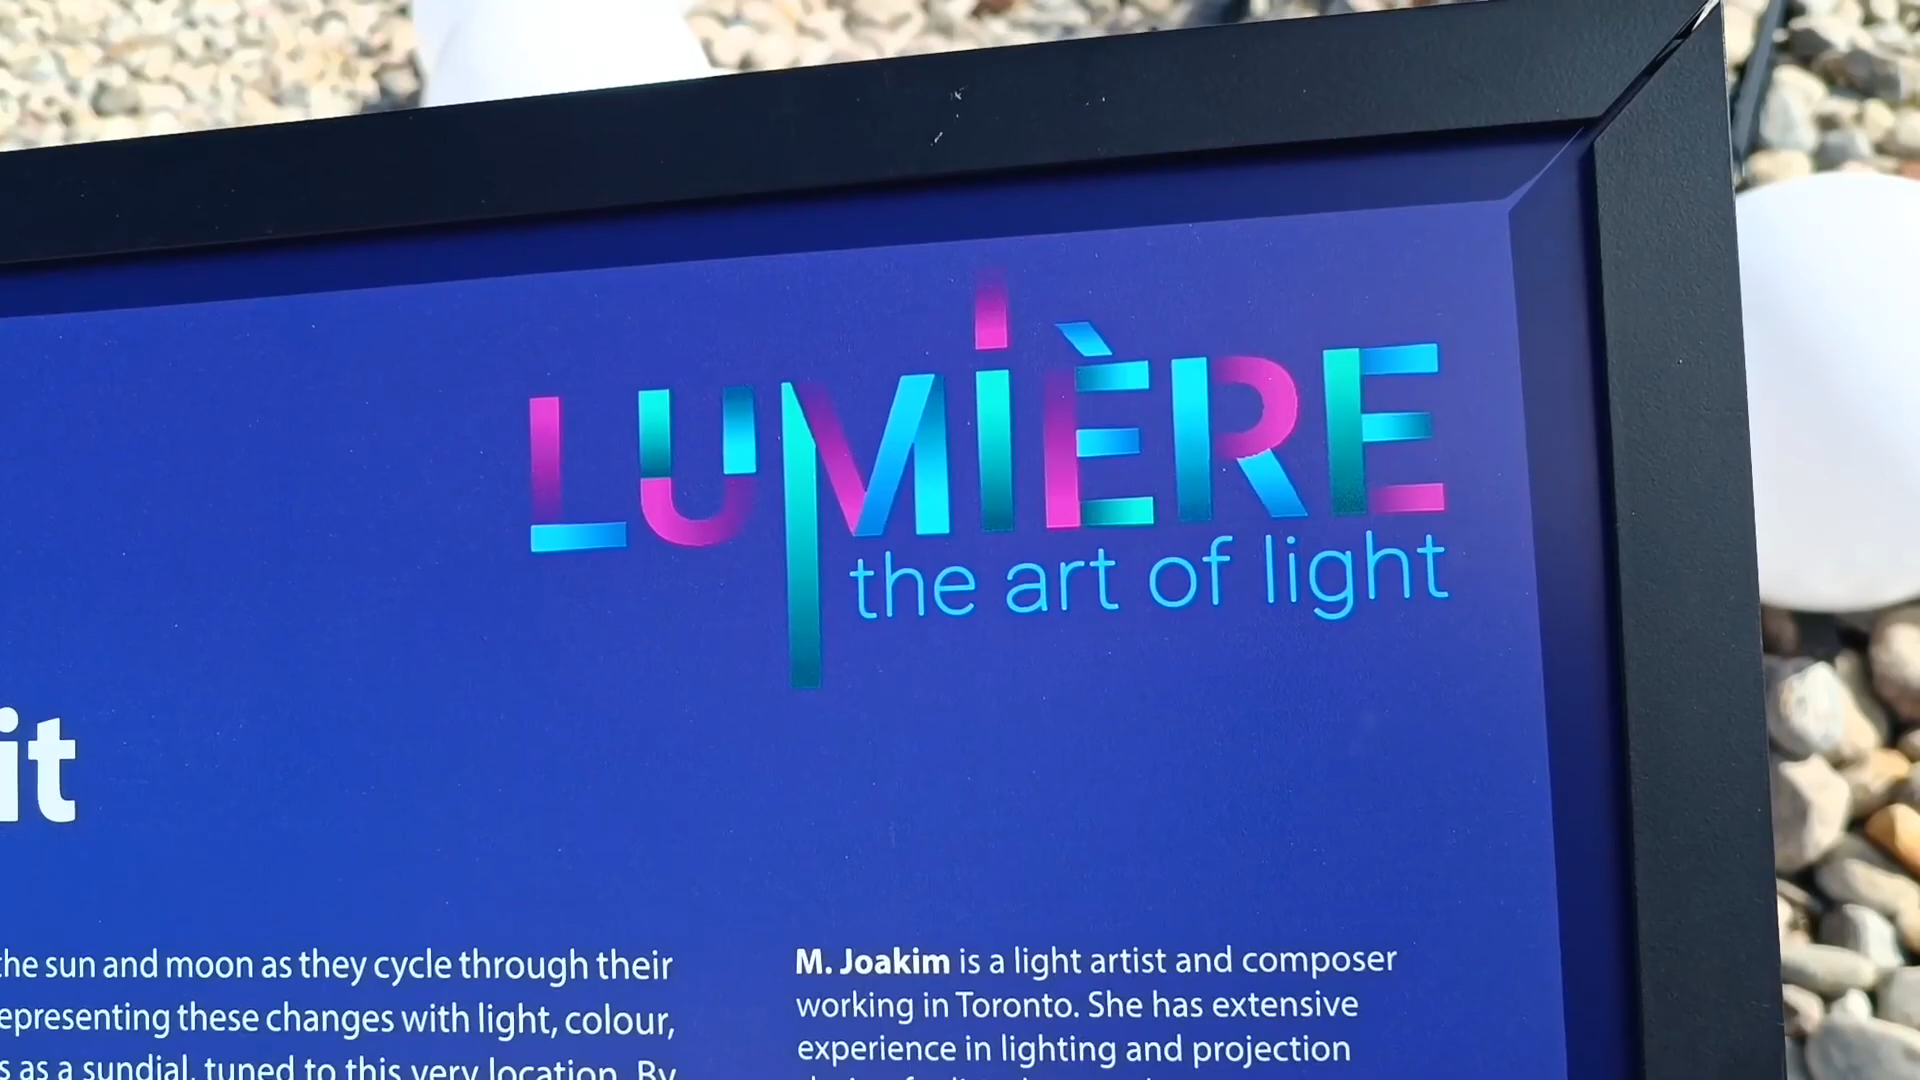 LUMIÈRE
the art of light
it
the sun and moon as they cycle through their
epresenting these changes with light, colour,
s as a sundial, tuned to this very location. By
M. Joakim is a light artist and composer
working in Toronto. She has extensive
experience in lighting and projection